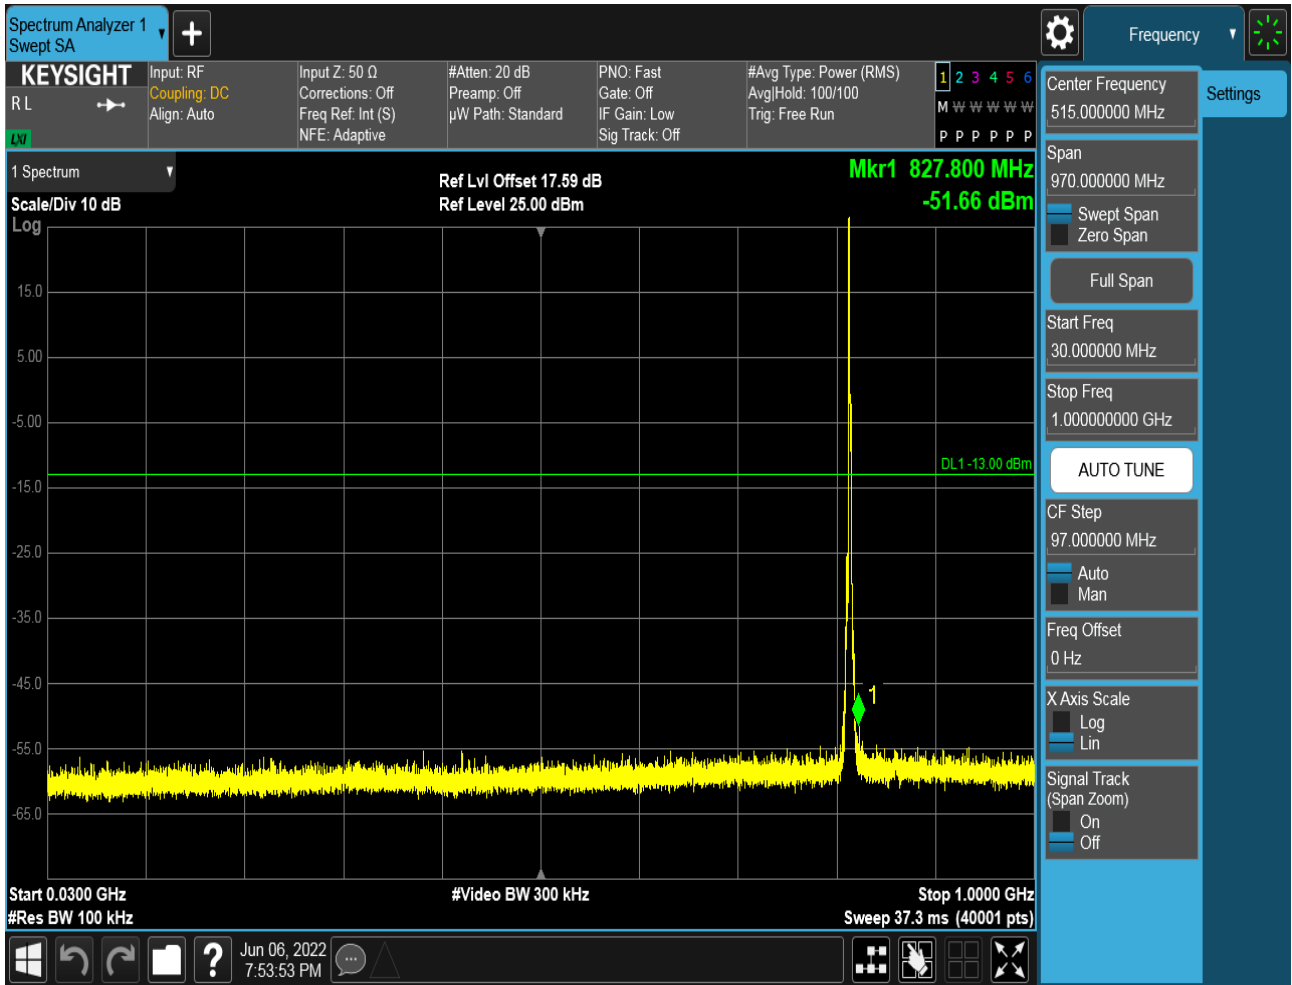 Spectrum Analyzer 1
Swept SA
Frequency
KEYSIGHT
R L
LXI
Input: RF
Coupling: DC
Align: Auto
Input Z: 50 Ω
Corrections: Off
Freq Ref: Int (S)
NFE: Adaptive
#Atten: 20 dB
Preamp: Off
µW Path: Standard
PNO: Fast
Gate: Off
IF Gain: Low
Sig Track: Off
#Avg Type: Power (RMS)
Avg|Hold: 100/100
Trig: Free Run
1 2 3 4 5 6
M W W W W W
P P P P P P
1 Spectrum
Scale/Div 10 dB
Log
Ref Lvl Offset 17.59 dB
Ref Level 25.00 dBm
Mkr1 827.800 MHz
-51.66 dBm
15.0
5.00
-5.00
-15.0
-25.0
-35.0
-45.0
-55.0
-65.0
DL1 -13.00 dBm
1
Start 0.0300 GHz
#Res BW 100 kHz
#Video BW 300 kHz
Stop 1.0000 GHz
Sweep 37.3 ms (40001 pts)
Center Frequency
515.000000 MHz
Settings
Span
970.000000 MHz
Swept Span
Zero Span
Full Span
Start Freq
30.000000 MHz
Stop Freq
1.000000000 GHz
AUTO TUNE
CF Step
97.000000 MHz
Auto
Man
Freq Offset
0 Hz
X Axis Scale
Log
Lin
Signal Track
(Span Zoom)
On
Off
?
Jun 06, 2022
7:53:53 PM